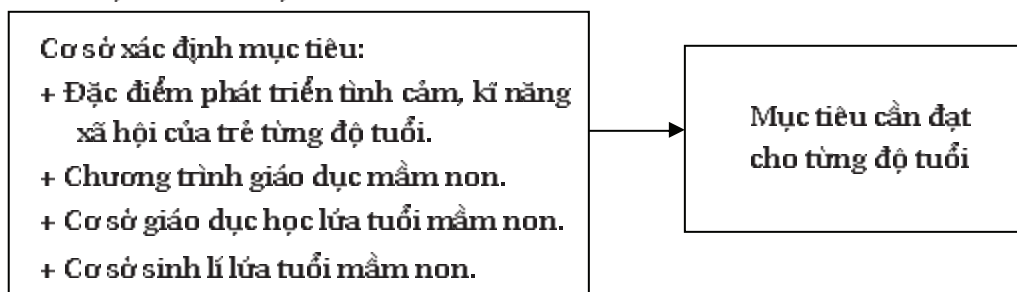 Cơ sở xác định mục tiêu:
+ Đặc điểm phát triển tình cảm, kĩ năng
xã hội của trẻ từng độ tuổi.
+ Chương trình giáo dục mầm non.
+ Cơ sở giáo dục học lứa tuổi mầm non.
+ Cơ sở sinh lí lứa tuổi mầm non.
Mục tiêu cần đạt
cho từng độ tuổi